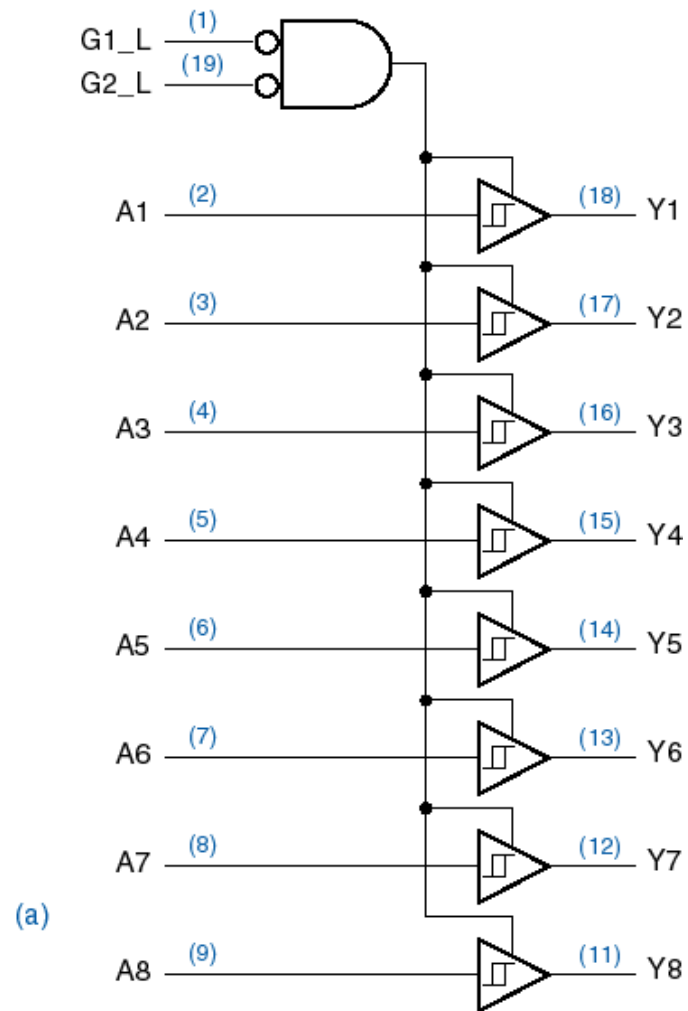 (1)
G1_L
(19)
G2_L
(2) (18)
A1 Y1
(3) (17)
A2 Y2
(4) (16)
A3 Y3
(5) (15)
A4 Y4
(6) (14)
A5 Y5
(7) (13)
A6 Y6
(8) (12)
A7 Y7
(a)
(9) (11)
A8 Y8